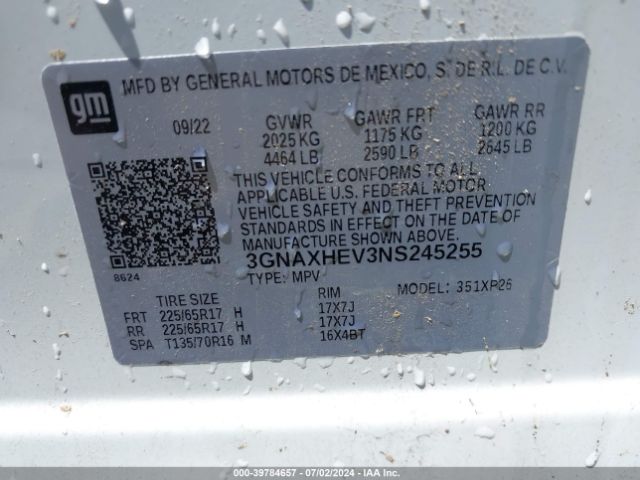 gm
MFD BY GENERAL MOTORS DE MEXICO, S. DE R.L. DE C.V.
09/22 GVWR GAWR FRT GAWR RR
2025 KG 1175 KG 1200 KG
4464 LB 2590 LB 2645 LB
THIS VEHICLE CONFORMS TO ALL
APPLICABLE U.S. FEDERAL MOTOR
VEHICLE SAFETY AND THEFT PREVENTION
STANDARDS IN EFFECT ON THE DATE OF
MANUFACTURE SHOWN ABOVE.
3GNAXHEV3NS245255
8624 TYPE: MPV MODEL: 351XP26
TIRE SIZE RIM
FRT 225/65R17 H 17X7J
RR 225/65R17 H 17X7J
SPA T135/70R16 M 16X4BT
000-39784657 - 07/02/2024 - IAAI.COM